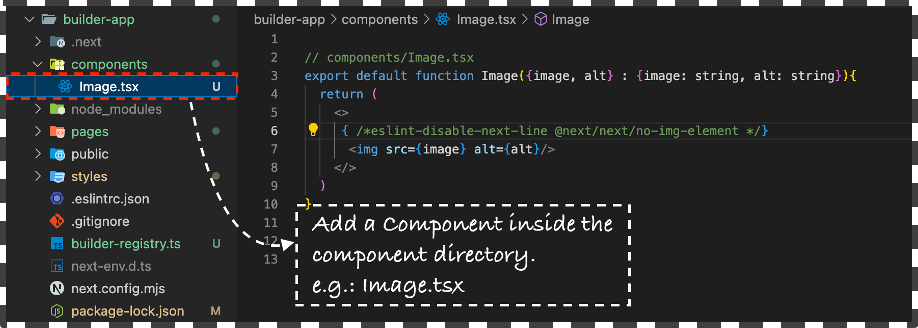 builder-app
.next
components
Image.tsx U
node_modules
pages
public
styles
.eslintrc.json
.gitignore
builder-registry.ts U
next-env.d.ts
next.config.mjs
package-lock.json M
builder-app > components > Image.tsx > Image
1
2 // components/Image.tsx
3 export default function Image({image, alt} : {image: string, alt: string}){
4 return (
5 <>
6 { /*eslint-disable-next-line @next/next/no-img-element */}
7 <img src={image} alt={alt}/>
8 </>
9 )
10 }
11
12
13
Add a Component inside the
component directory.
e.g.: Image.tsx